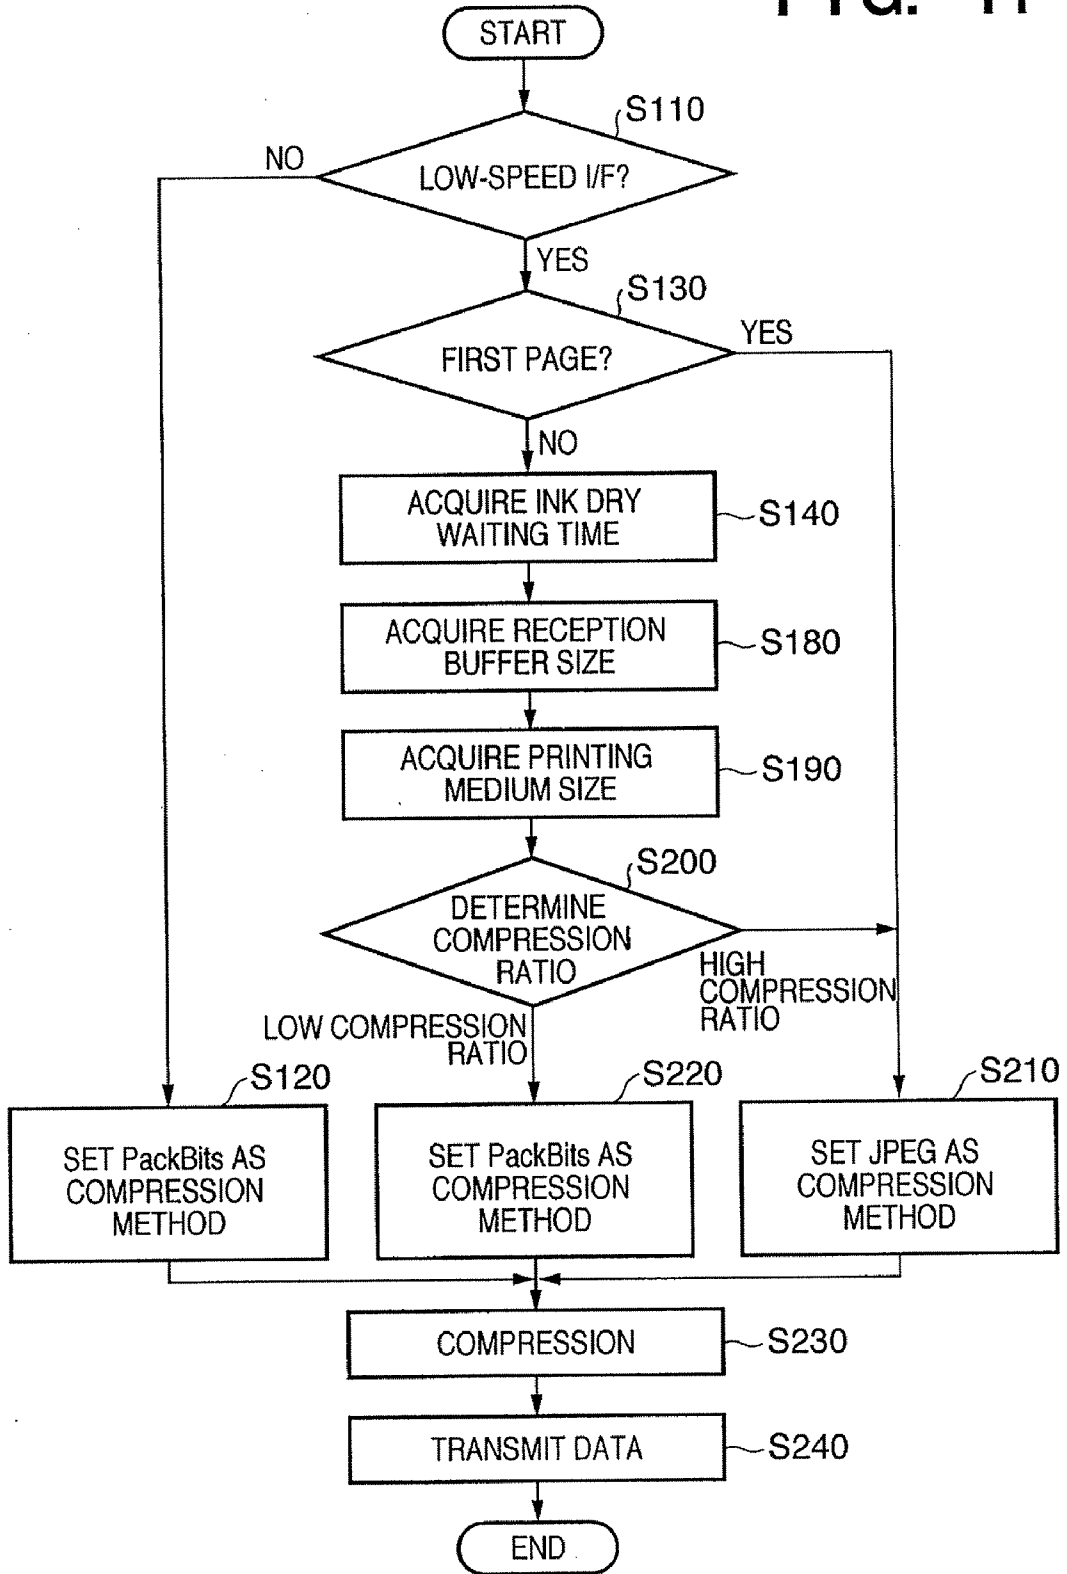 START
S110
NO
LOW-SPEED I/F?
YES
S130
YES
FIRST PAGE?
NO
ACQUIRE INK DRY
WAITING TIME
S140
ACQUIRE RECEPTION
BUFFER SIZE
S180
ACQUIRE PRINTING
MEDIUM SIZE
S190
S200
DETERMINE
COMPRESSION
RATIO
HIGH
COMPRESSION
RATIO
LOW COMPRESSION
RATIO
S120
S220
S210
SET PackBits AS
COMPRESSION
METHOD
SET PackBits AS
COMPRESSION
METHOD
SET JPEG AS
COMPRESSION
METHOD
COMPRESSION
S230
TRANSMIT DATA
S240
END